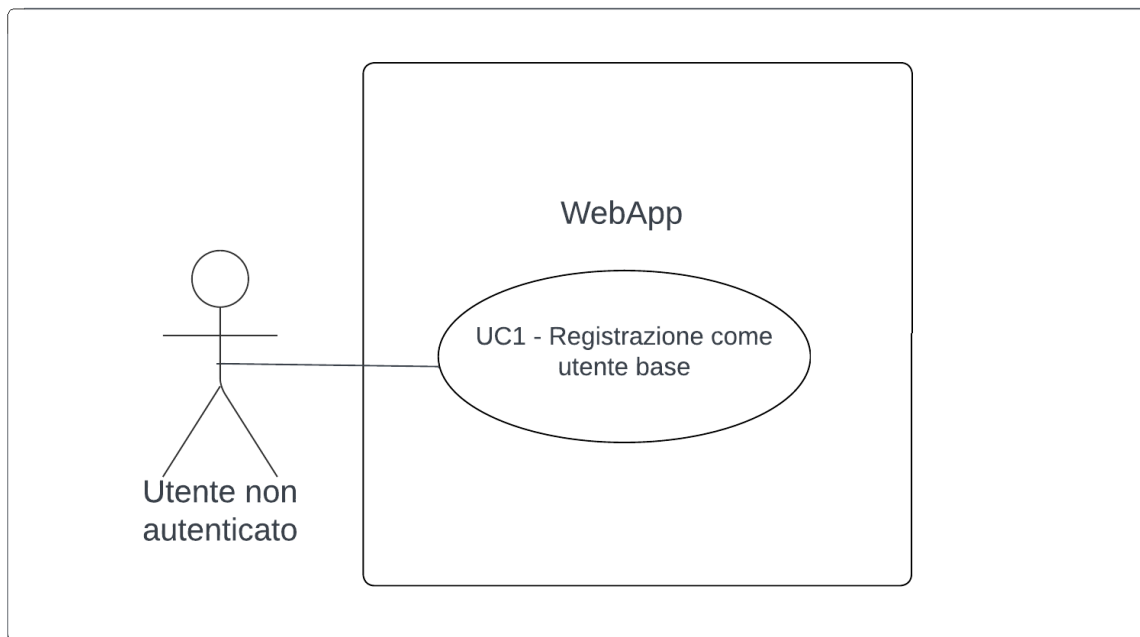 WebApp
UC1 - Registrazione come
utente base
Utente non
autenticato